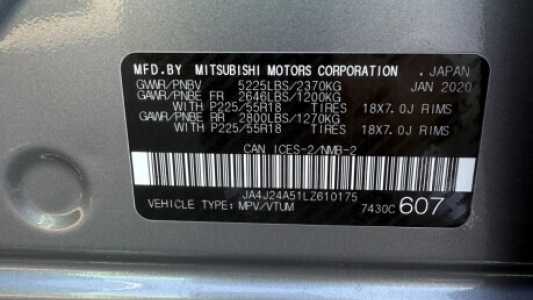 MFD.BY MITSUBISHI MOTORS CORPORATION .JAPAN
GVWR/PNBV 5225LBS/2370KG JAN 2020
GAWR/PNBE FR 2646LBS/1200KG
WITH P225/55R18 TIRES 18X7.0J RIMS
GAWR/PNBE RR 2800LBS/1270KG
WITH P225/55R18 TIRES 18X7.0J RIMS
CAN ICES-2/NMB-2
JA4J24A51LZ610175
VEHICLE TYPE: MPV/VTUM 7430C 607